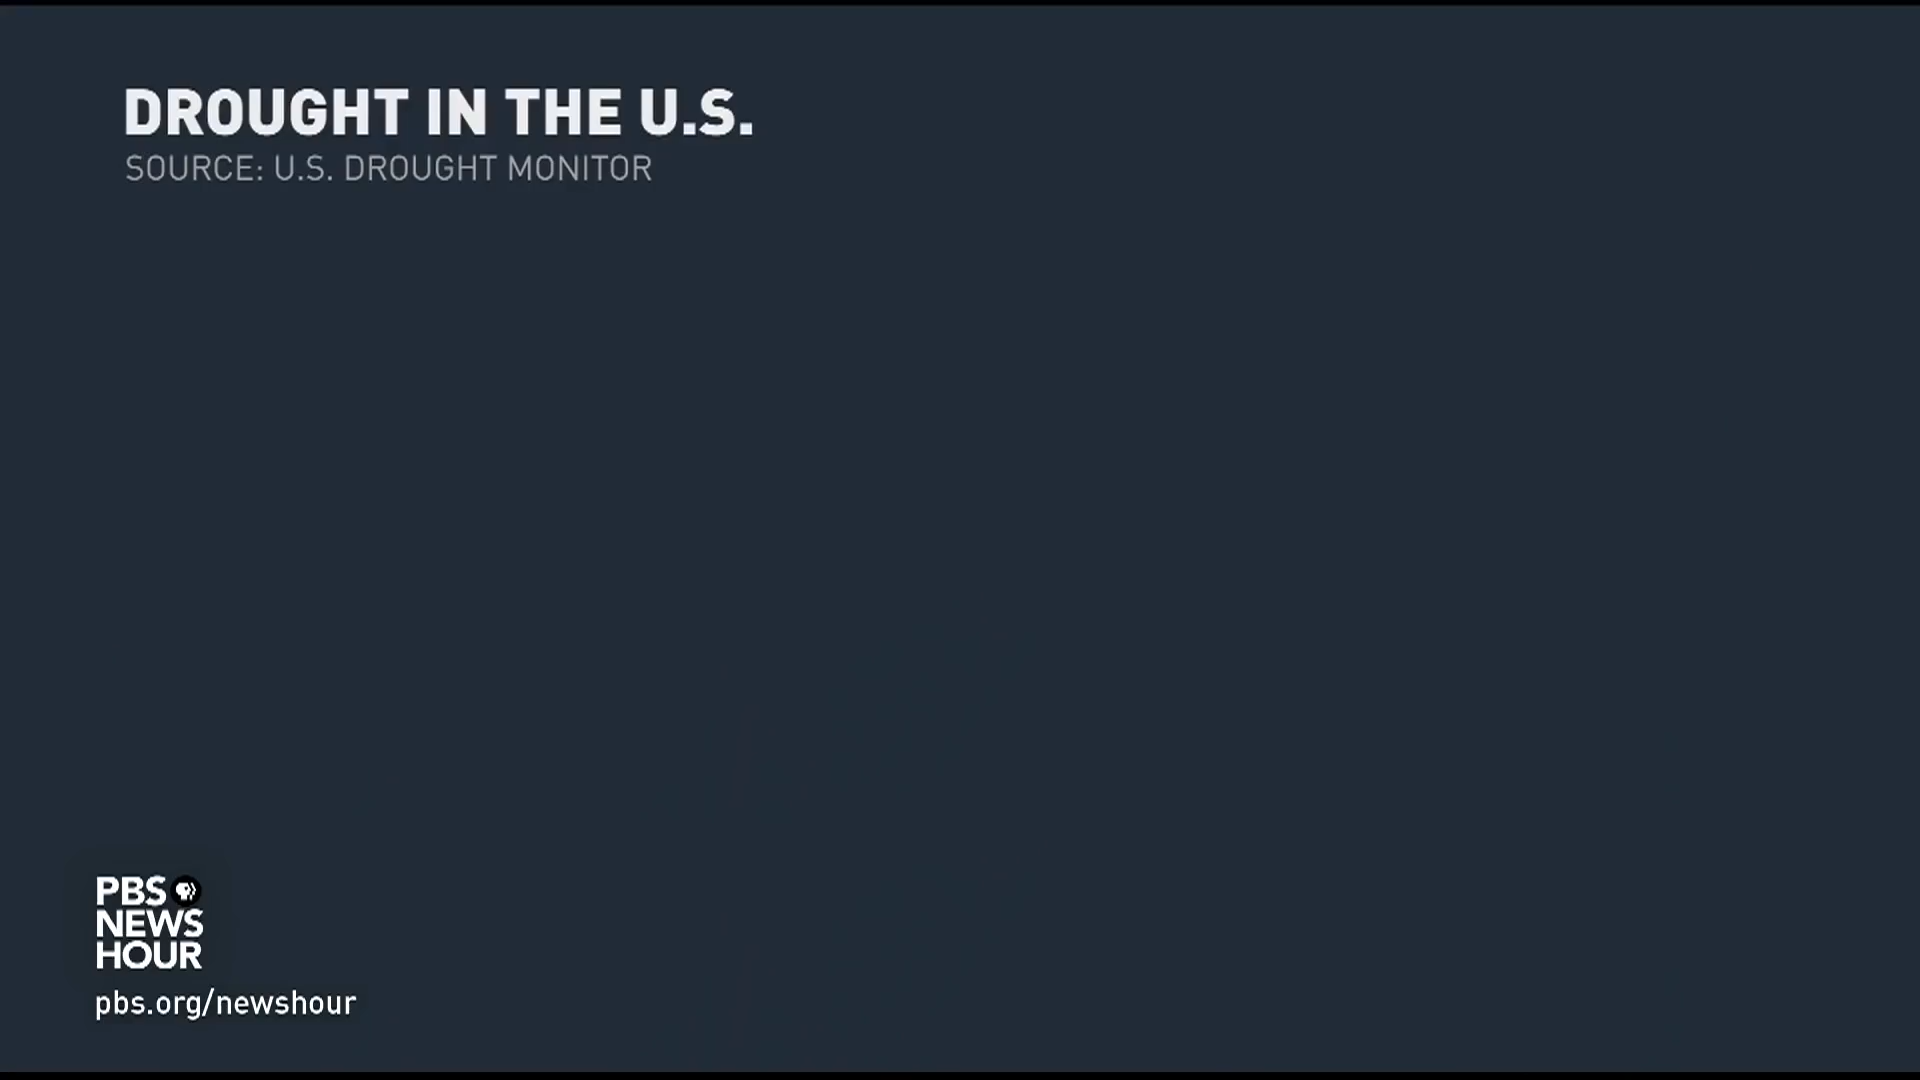 DROUGHT IN THE U.S.
SOURCE: U.S. DROUGHT MONITOR
PBS
NEWS
HOUR
pbs.org/newshour